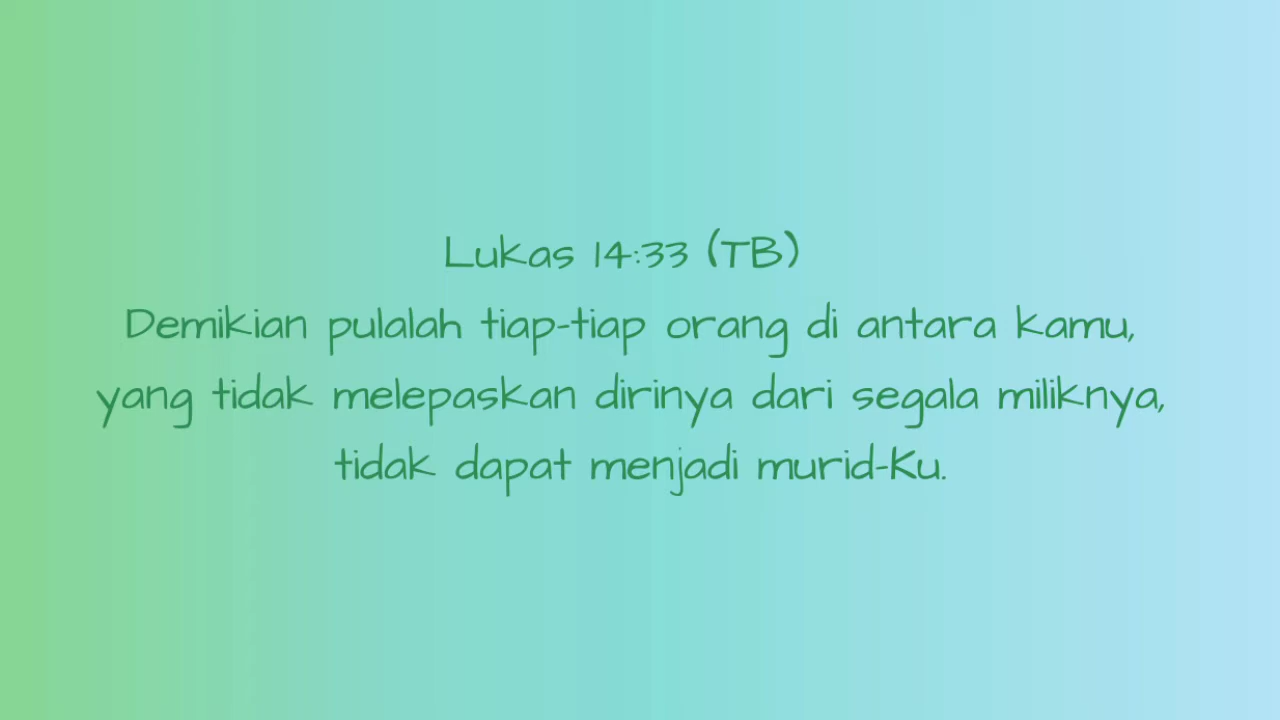 Lukas 14:33 (TB)
Demikian pulalah tiap-tiap orang di antara kamu,
yang tidak melepaskan dirinya dari segala miliknya,
tidak dapat menjadi murid-Ku.